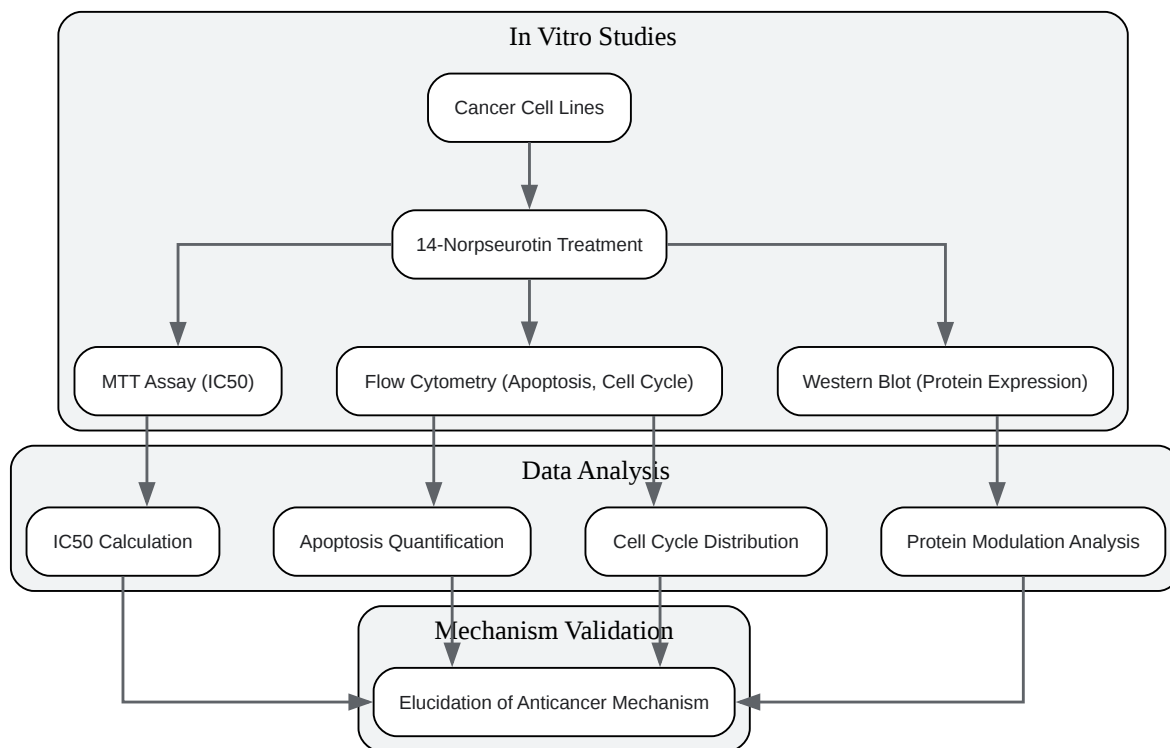 In Vitro Studies
Cancer Cell Lines
14-Norpseurotin Treatment
MTT Assay (IC50)
Flow Cytometry (Apoptosis, Cell Cycle)
Western Blot (Protein Expression)
Data Analysis
IC50 Calculation
Apoptosis Quantification
Cell Cycle Distribution
Protein Modulation Analysis
Mechanism Validation
Elucidation of Anticancer Mechanism